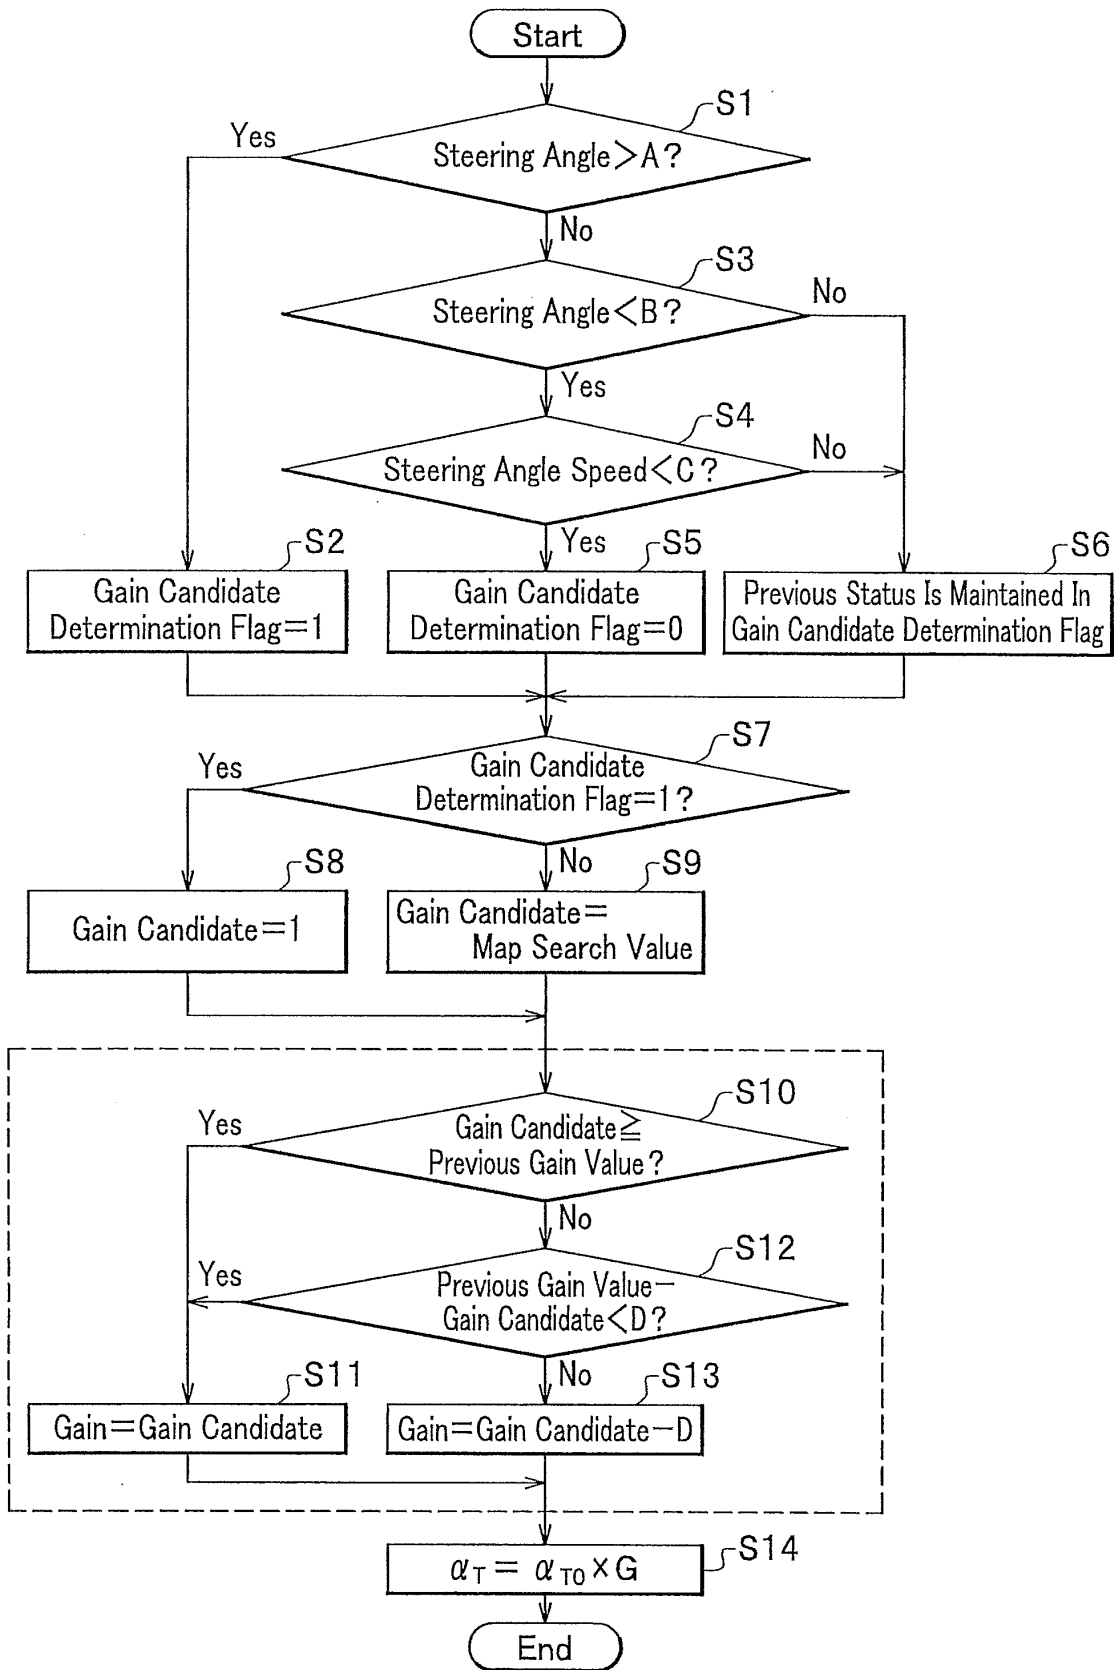 Start
S1
Yes
Steering Angle>A?
No
S3
No
Steering Angle<B?
Yes
S4
No
Steering Angle Speed<C?
Yes
S2
S5
S6
Gain Candidate
Determination Flag=1
Gain Candidate
Determination Flag=0
Previous Status Is Maintained In
Gain Candidate Determination Flag
S7
Yes
Gain Candidate
Determination Flag=1?
No
S8
S9
Gain Candidate=1
Gain Candidate=
Map Search Value
S10
Yes
Gain Candidate≧
Previous Gain Value?
No
S12
Yes
Previous Gain Value−
Gain Candidate<D?
No
S11
S13
Gain=Gain Candidate
Gain=Gain Candidate−D
S14
αT = αT0 × G
End